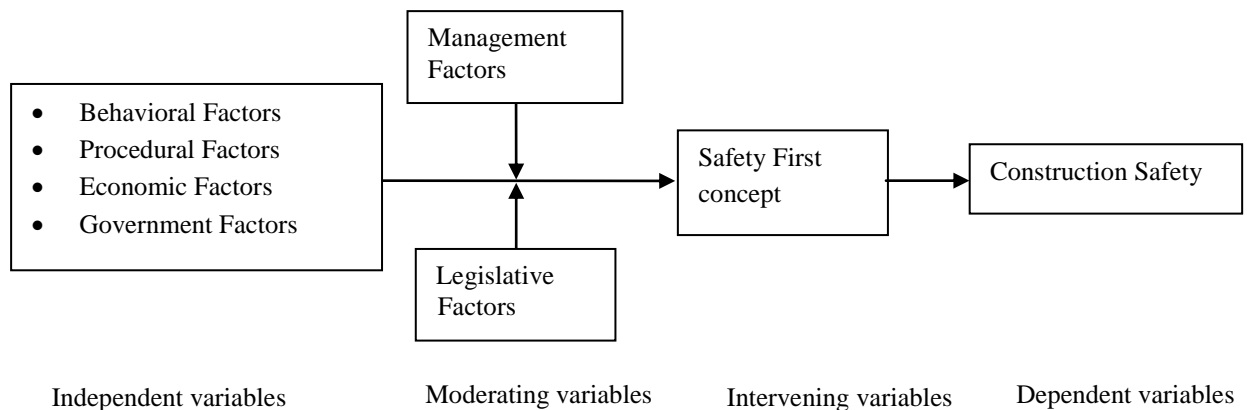 Management
Factors
• Behavioral Factors
• Procedural Factors
• Economic Factors
• Government Factors
Safety First
concept
Construction Safety
Legislative
Factors
Independent variables
Moderating variables
Intervening variables
Dependent variables